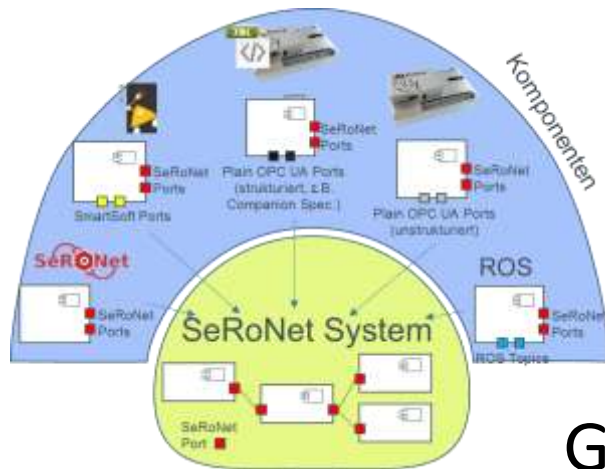 XML
</>
Komponenten
SeRoNet
Ports
Plain OPC UA Ports
(strukturiert, z.B.
Companion Spec.)
SeRoNet
Ports
SmartSoft Ports
SeRoNet
Ports
Plain OPC UA Ports
(unstrukturiert)
SeRoNet
SeRoNet
Ports
ROS
SeRoNet
Ports
ROS Topics
SeRoNet System
SeRoNet
Port
G